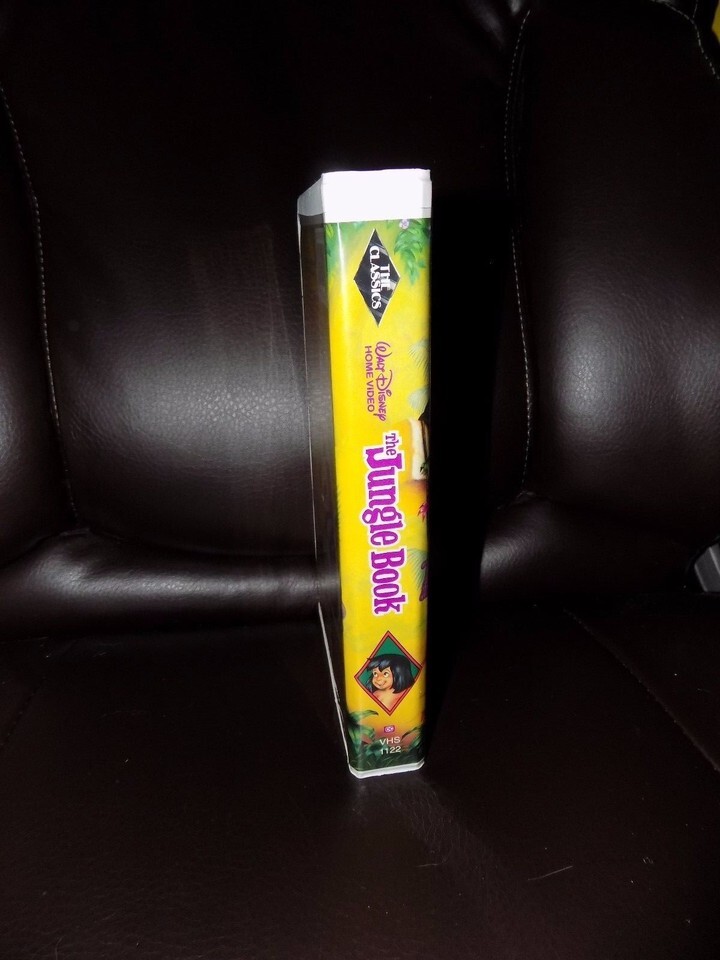 THE
CLASSICS
WALT DISNEY
HOME VIDEO
The
Jungle Book
VHS
1122